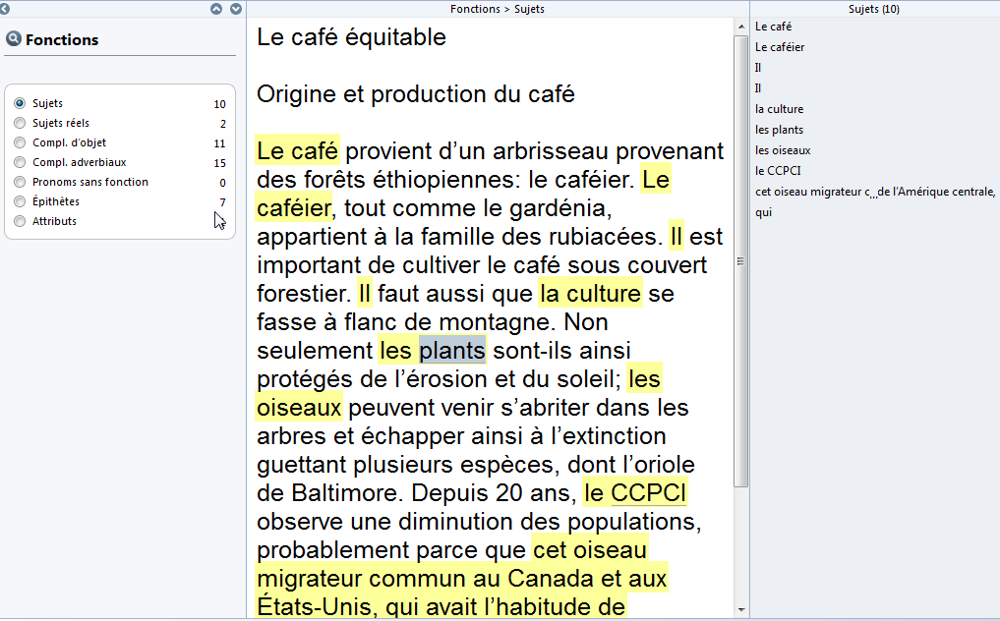 Fonctions > Sujets
Sujets (10)
Fonctions
Sujets 10
Sujets réels 2
Compl. d'objet 11
Compl. adverbiaux 15
Pronoms sans fonction 0
Épithètes 7
Attributs
Le café équitable
Origine et production du café
Le café provient d’un arbrisseau provenant
des forêts éthiopiennes: le caféier. Le
caféier, tout comme le gardénia,
appartient à la famille des rubiacées. Il est
important de cultiver le café sous couvert
forestier. Il faut aussi que la culture se
fasse à flanc de montagne. Non
seulement les plants sont-ils ainsi
protégés de l’érosion et du soleil; les
oiseaux peuvent venir s’abriter dans les
arbres et échapper ainsi à l’extinction
guettant plusieurs espèces, dont l’oriole
de Baltimore. Depuis 20 ans, le CCPCI
observe une diminution des populations,
probablement parce que cet oiseau
migrateur commun au Canada et aux
États-Unis, qui avait l’habitude de
Le café
Le caféier
Il
Il
la culture
les plants
les oiseaux
le CCPCI
cet oiseau migrateur c...de l’Amérique centrale,
qui